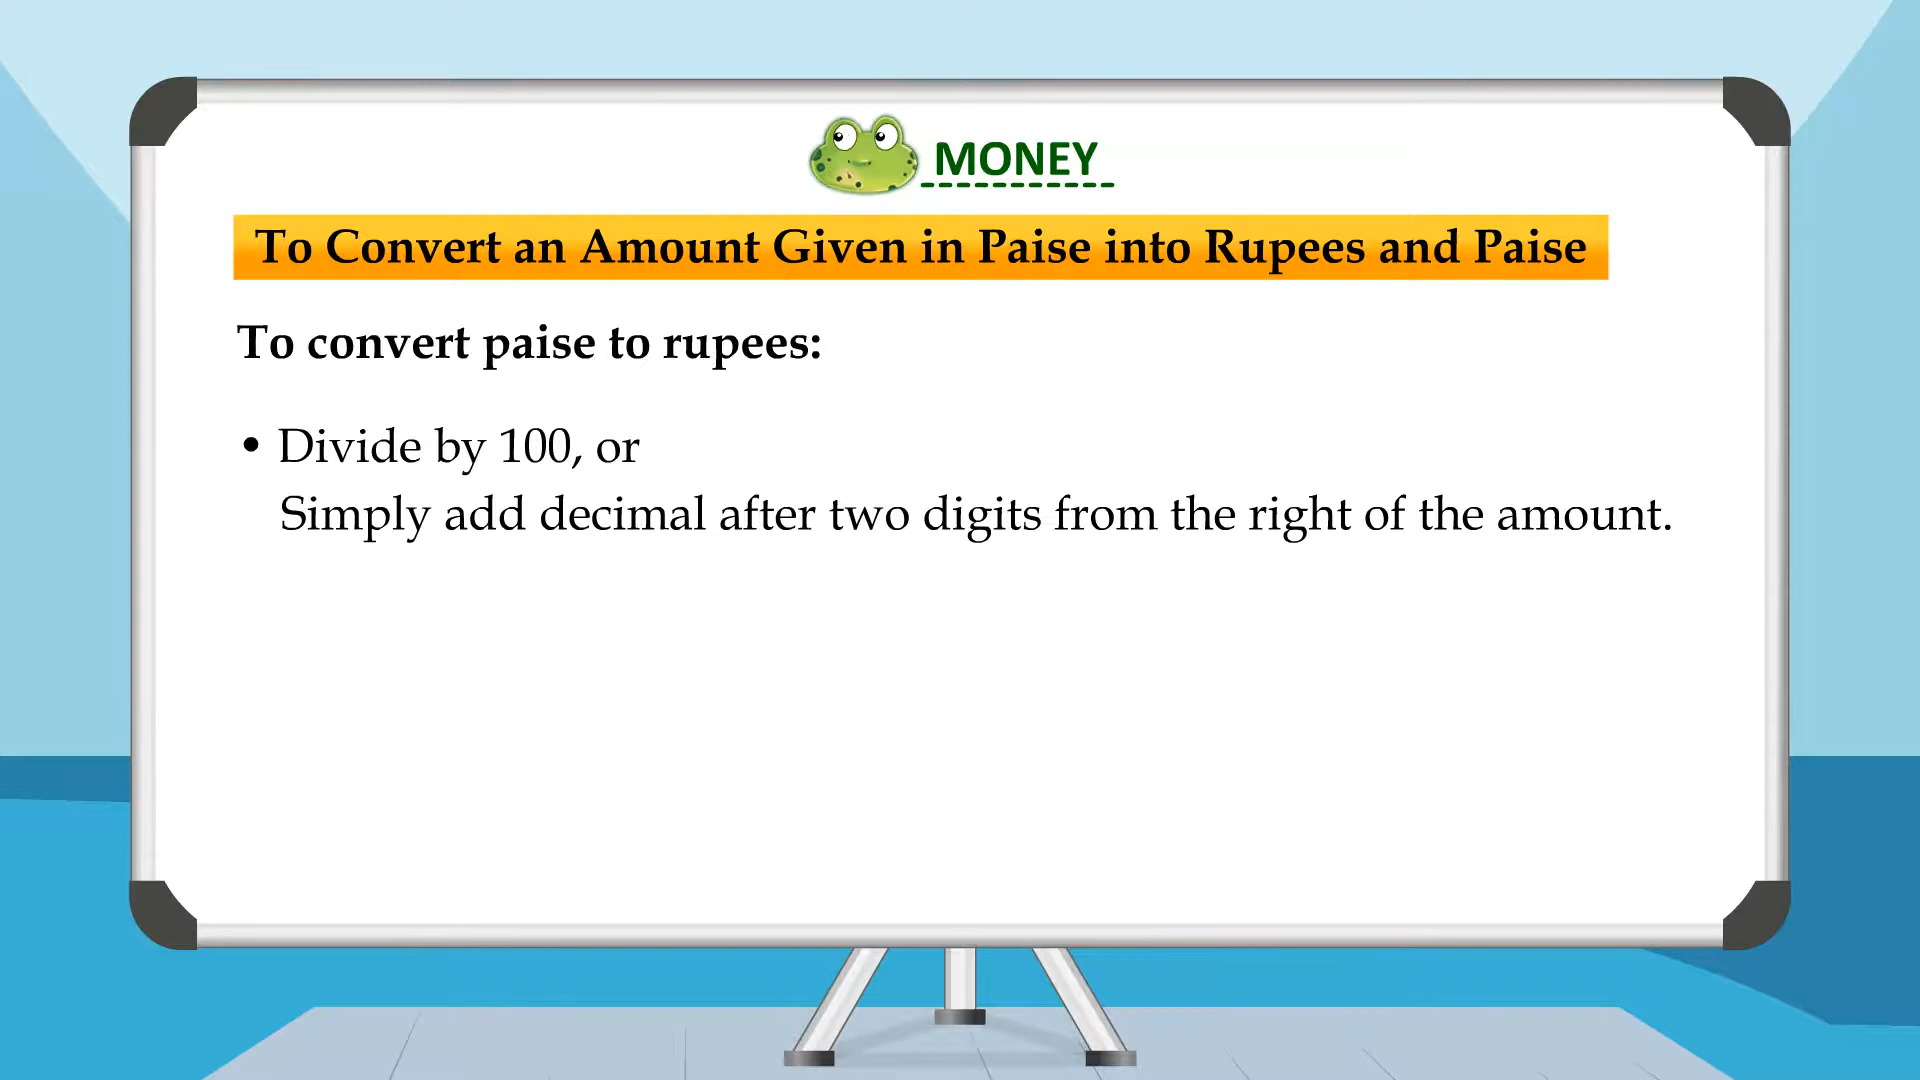 MONEY
To Convert an Amount Given in Paise into Rupees and Paise
To convert paise to rupees:
• Divide by 100, or
Simply add decimal after two digits from the right of the amount.